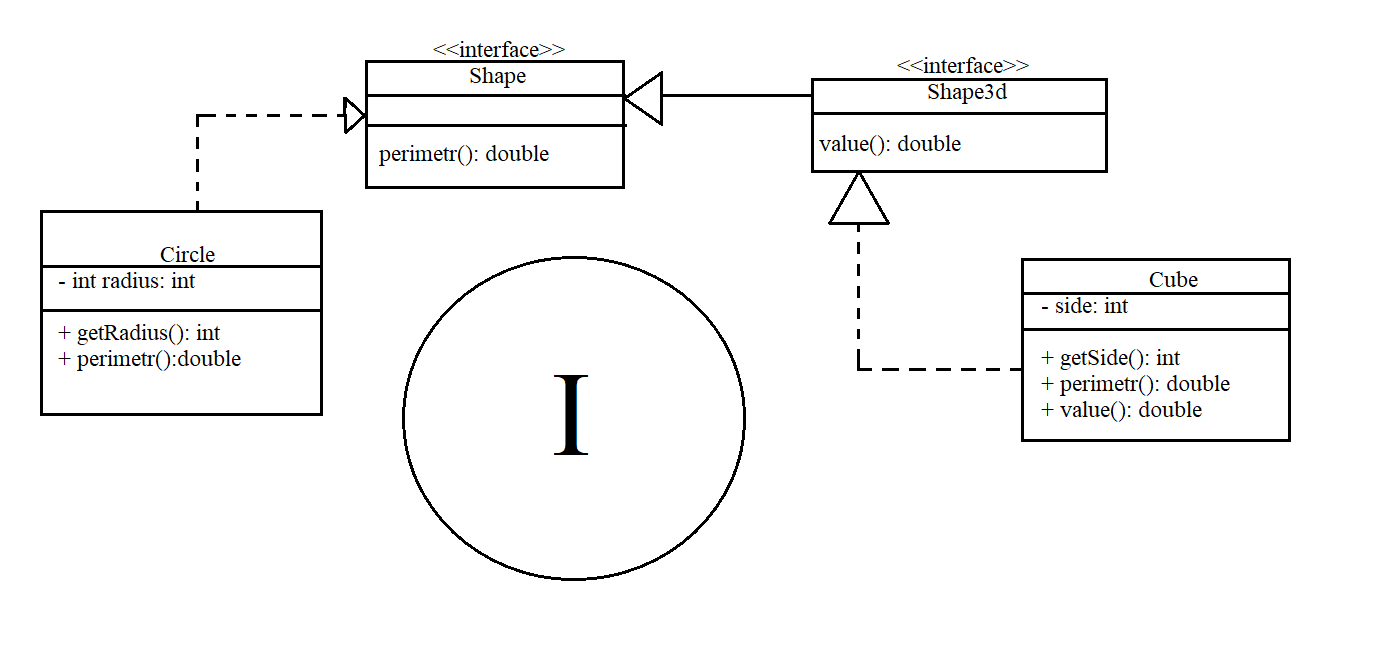 <<interface>>
Shape
perimetr(): double
<<interface>>
Shape3d
value(): double
Circle
- int radius: int
+ getRadius(): int
+ perimetr():double
I
Cube
- side: int
+ getSide(): int
+ perimetr(): double
+ value(): double